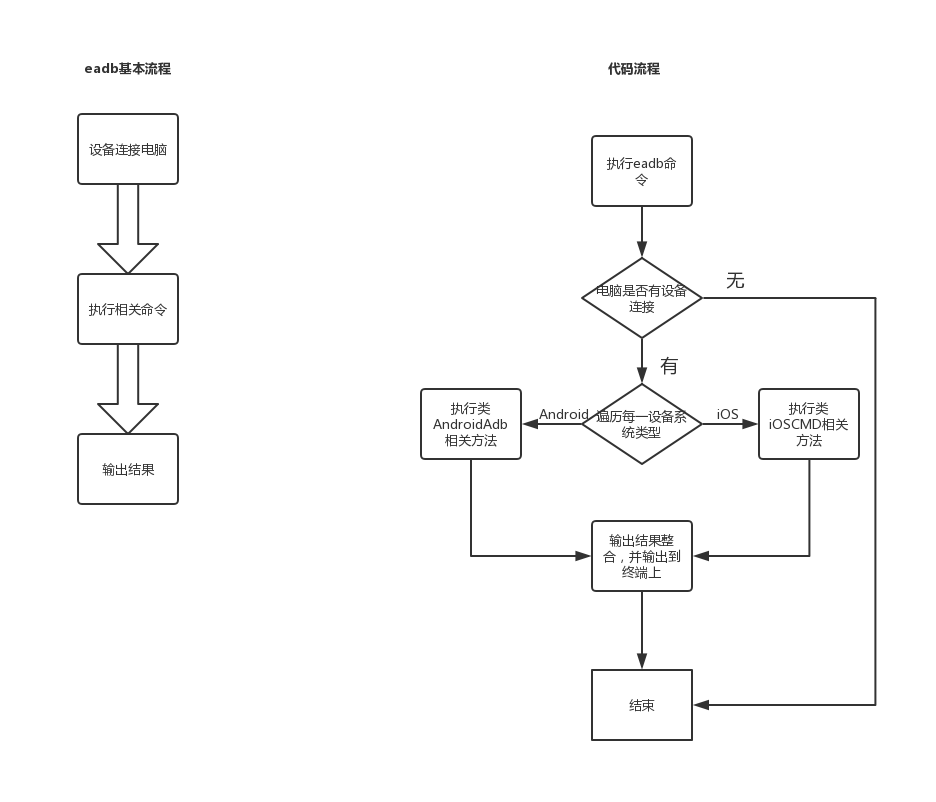 eadb基本流程
设备连接电脑
执行相关命令
输出结果
代码流程
执行eadb命
令
电脑是否有设备
连接
无
有
遍历每一设备系
统类型
Android
iOS
执行类
AndroidAdb
相关方法
执行类
iOSCMD相关
方法
输出结果整
合，并输出到
终端上
结束